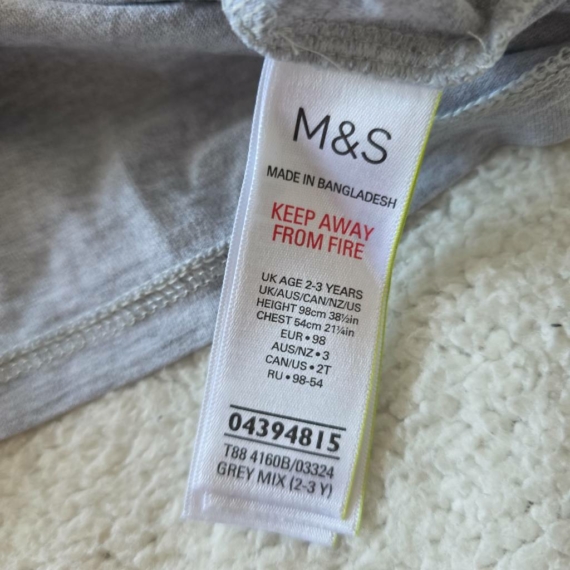 M&S
MADE IN BANGLADESH
KEEP AWAY
FROM FIRE
UK AGE 2-3 YEARS
UK/AUS/CAN/NZ/US
HEIGHT 98cm 38½in
CHEST 54cm 21¼in
EUR • 98
AUS/NZ • 3
CAN/US • 2T
RU • 98-54
04394815
T88 4160B/03324
GREY MIX (2-3 Y)